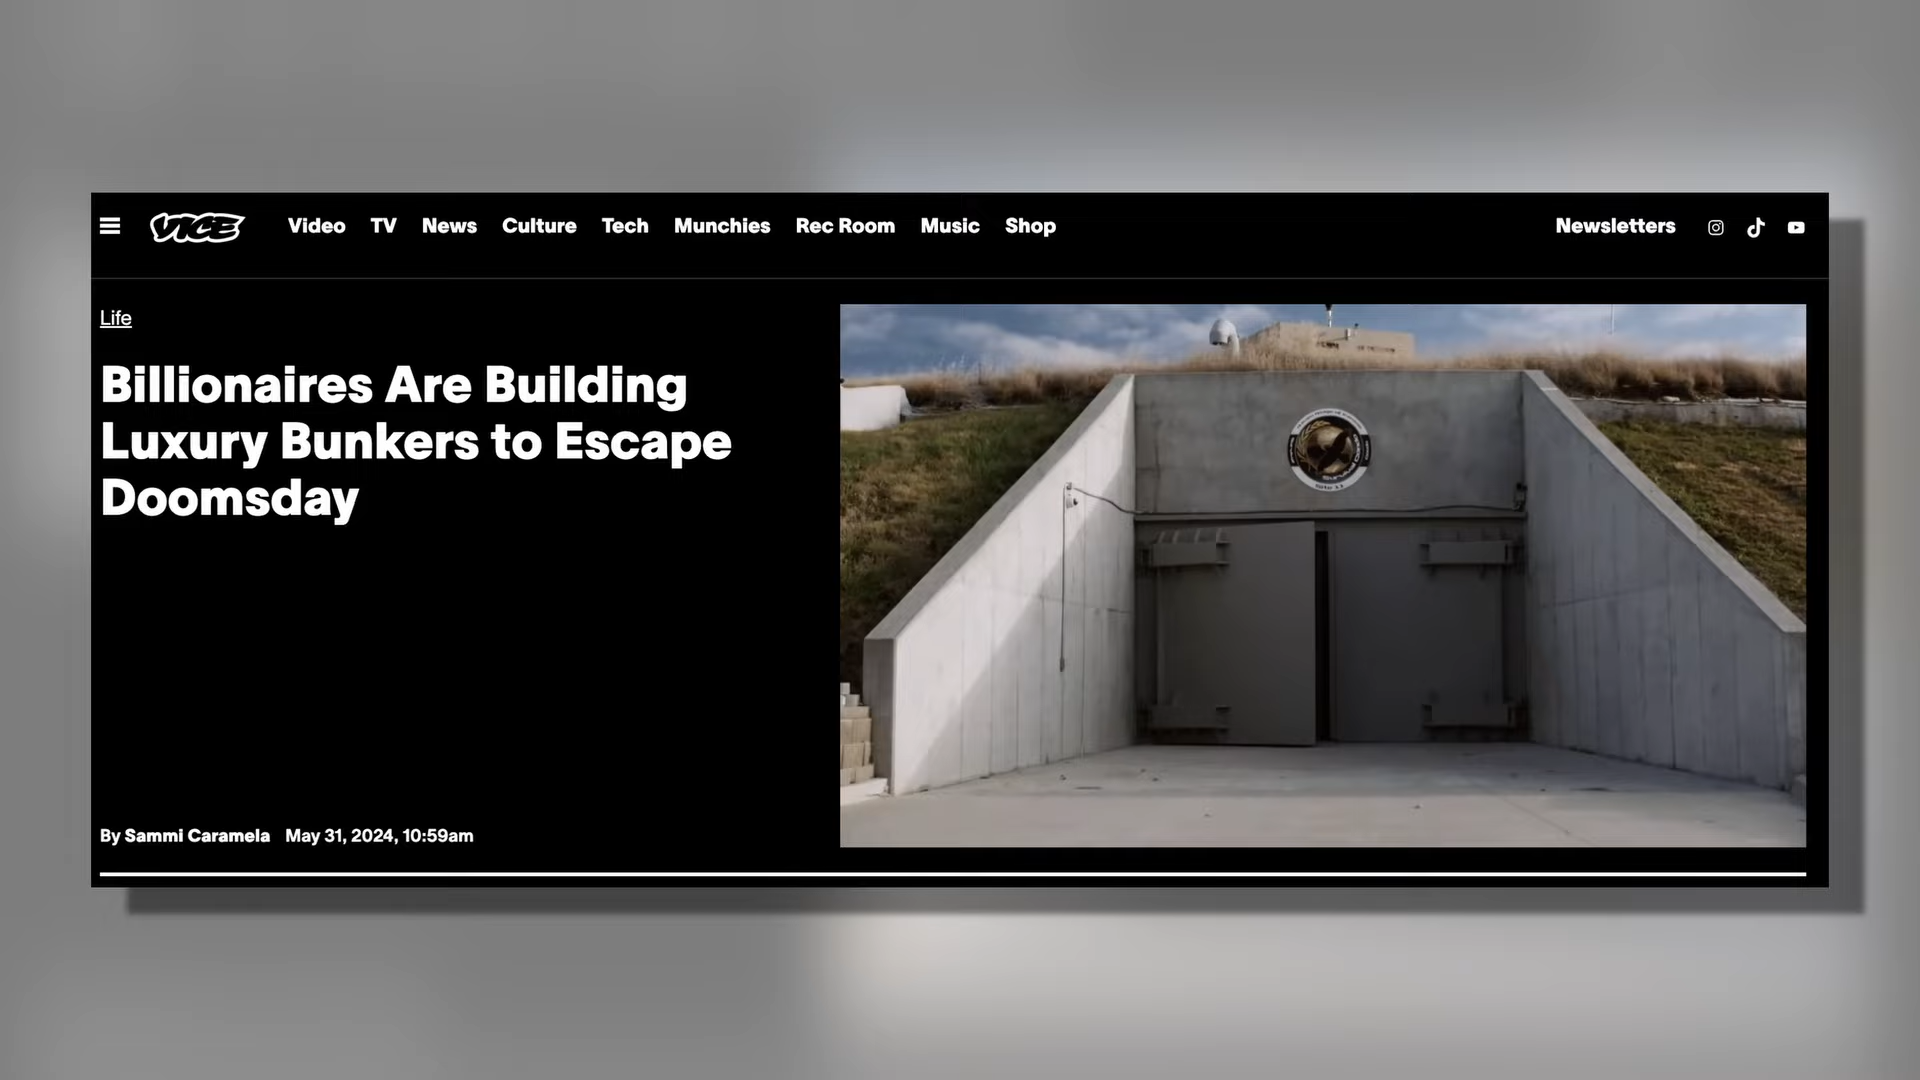 VICE
Video TV News Culture Tech Munchies Rec Room Music Shop
Newsletters
Life
Billionaires Are Building
Luxury Bunkers to Escape
Doomsday
By Sammi Caramela May 31, 2024, 10:59am